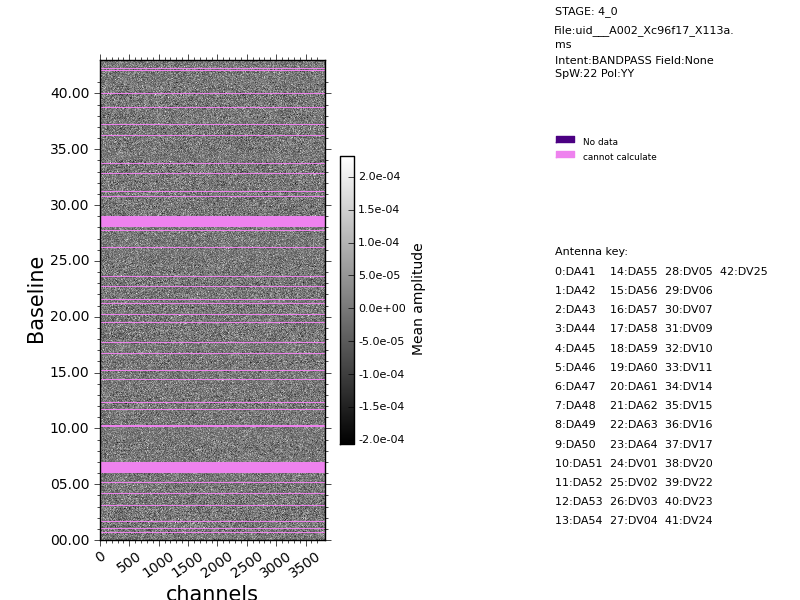 STAGE: 4_0
File:uid___A002_Xc96f17_X113a.
ms
Intent:BANDPASS Field:None
SpW:22 Pol:YY
No data
cannot calculate
40.00
35.00
30.00
25.00
20.00
15.00
10.00
05.00
00.00
Baseline
0 500 1000 1500 2000 2500 3000 3500
channels
2.0e-04
1.5e-04
1.0e-04
5.0e-05
0.0e+00
-5.0e-05
-1.0e-04
-1.5e-04
-2.0e-04
Mean amplitude
Antenna key:
0:DA41 14:DA55 28:DV05 42:DV25
1:DA42 15:DA56 29:DV06
2:DA43 16:DA57 30:DV07
3:DA44 17:DA58 31:DV09
4:DA45 18:DA59 32:DV10
5:DA46 19:DA60 33:DV11
6:DA47 20:DA61 34:DV14
7:DA48 21:DA62 35:DV15
8:DA49 22:DA63 36:DV16
9:DA50 23:DA64 37:DV17
10:DA51 24:DV01 38:DV20
11:DA52 25:DV02 39:DV22
12:DA53 26:DV03 40:DV23
13:DA54 27:DV04 41:DV24